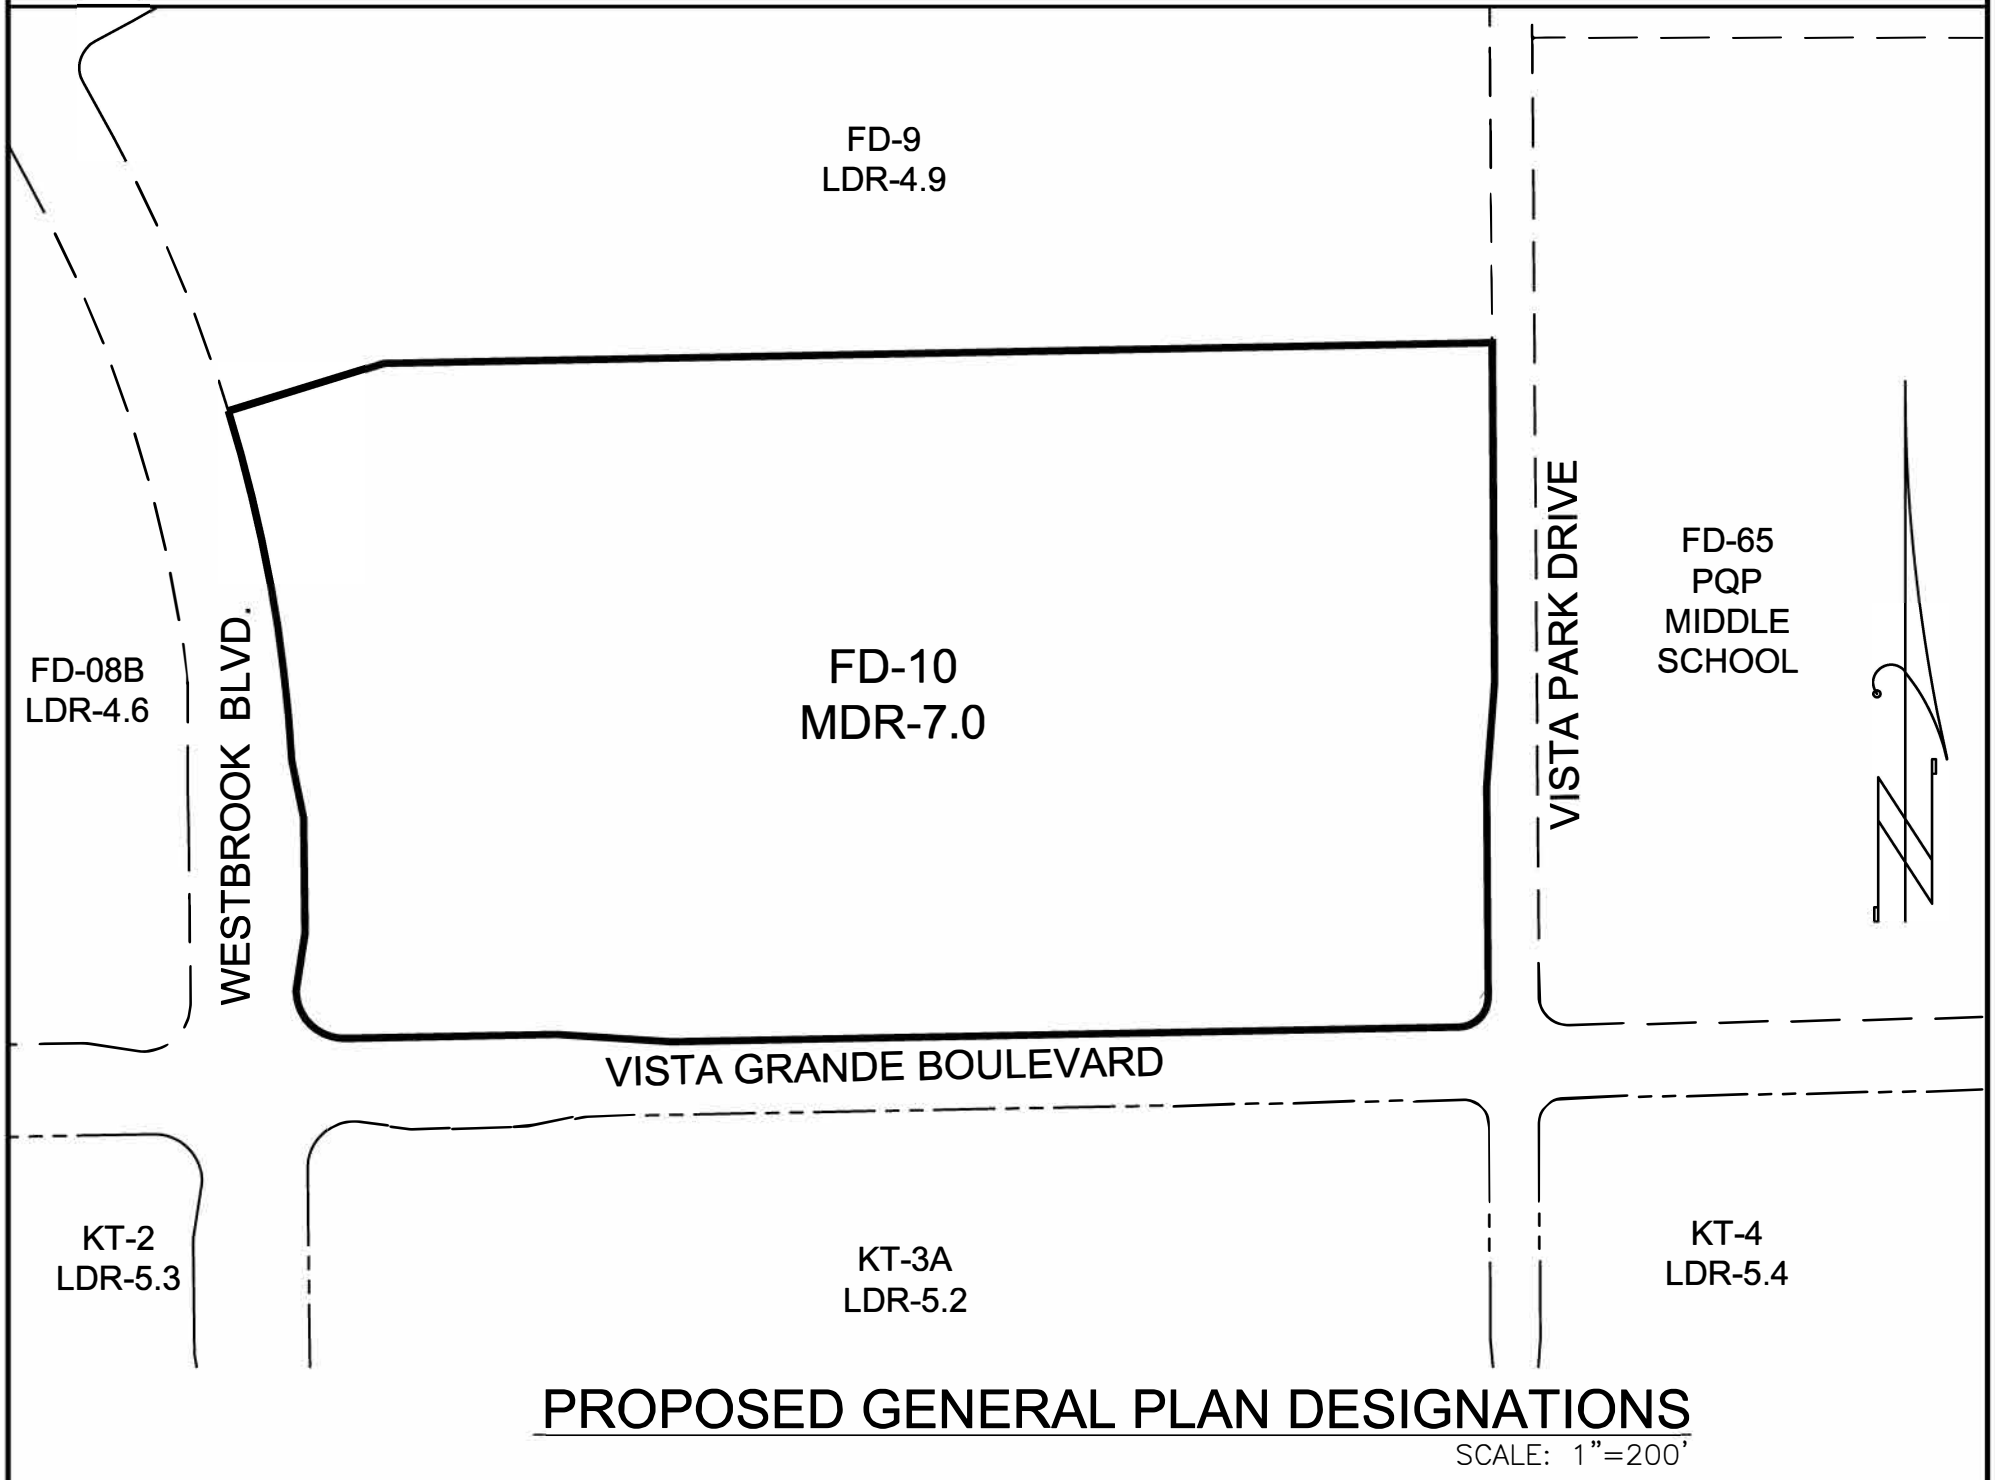 FD-9
LDR-4.9
FD-08B
LDR-4.6
WESTBROOK BLVD.
FD-10
MDR-7.0
VISTA PARK DRIVE
FD-65
PQP
MIDDLE
SCHOOL
N
VISTA GRANDE BOULEVARD
KT-2
LDR-5.3
KT-3A
LDR-5.2
KT-4
LDR-5.4
PROPOSED GENERAL PLAN DESIGNATIONS
SCALE: 1"=200'